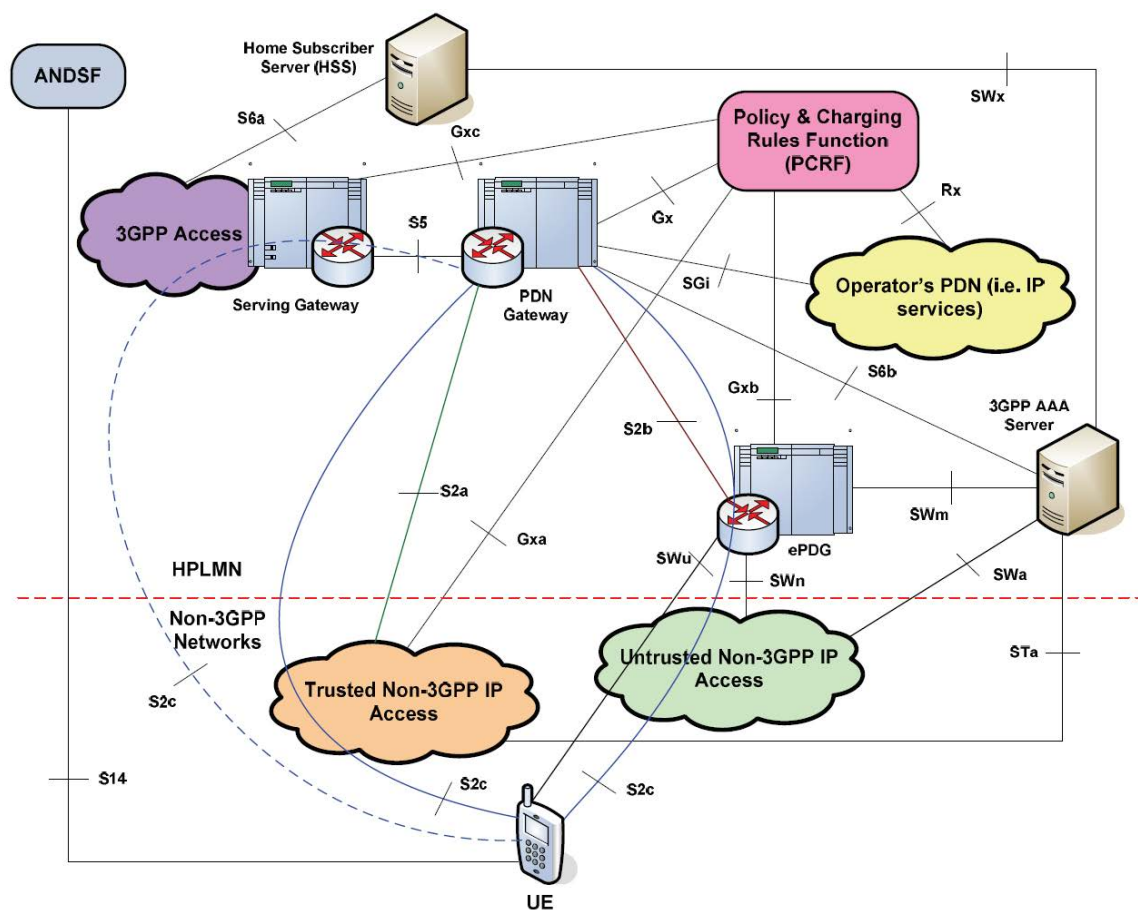 Home Subscriber
Server (HSS)
ANDSF
SWx
S6a
Gxc
Policy & Charging
Rules Function
(PCRF)
Rx
Gx
S5
3GPP Access
SGi
Operator's PDN (i.e. IP
services)
Serving Gateway
PDN
Gateway
S6b
Gxb
3GPP AAA
Server
S2b
S2a
SWm
Gxa
ePDG
SWu
SWn
SWa
HPLMN
Non-3GPP
Networks
STa
Untrusted Non-3GPP IP
Access
Trusted Non-3GPP IP
Access
S2c
S14
S2c
S2c
UE